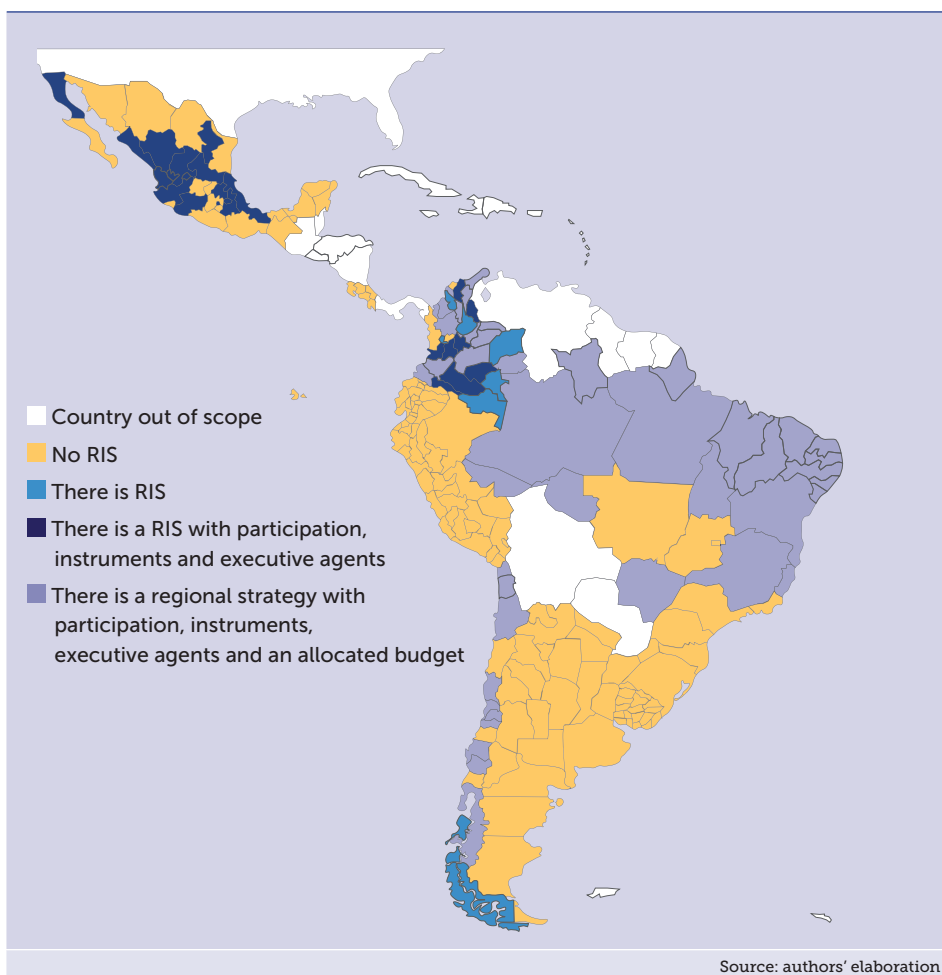 Country out of scope
No RIS
There is RIS
There is a RIS with participation,
instruments and executive agents
There is a regional strategy with
participation, instruments,
executive agents and an allocated budget
Source: authors' elaboration